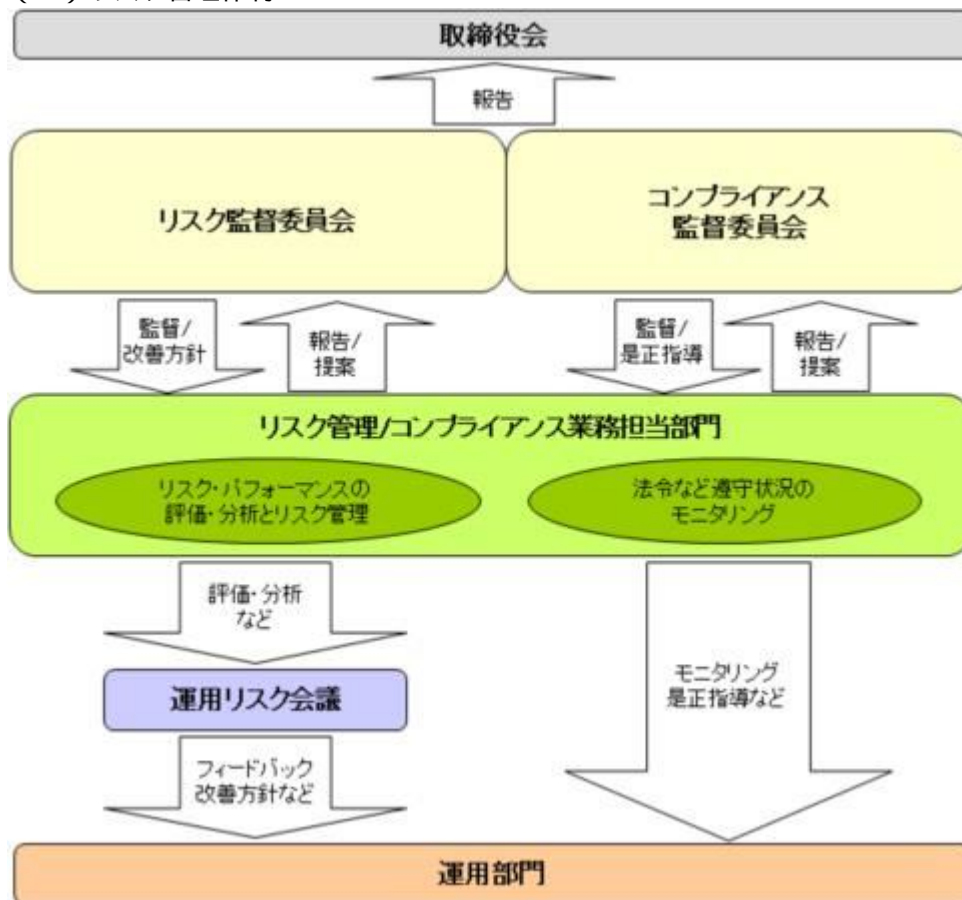 取締役会
報告
リスク監督委員会
コンプライアンス
監督委員会
監督/
改善方針
報告/
提案
監督/
是正指導
報告/
提案
リスク管理/コンプライアンス業務担当部門
リスク・パフォーマンスの
評価・分析とリスク管理
法令など遵守状況の
モニタリング
評価・分析
など
運用リスク会議
モニタリング
是正指導など
フィードバック
改善方針など
運用部門